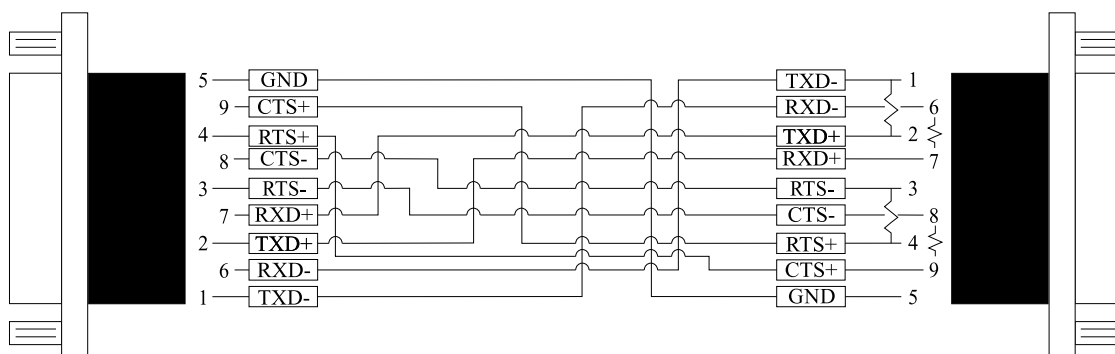 5 GND TXD- 1
9 CTS+ RXD- 6
4 RTS+ TXD+ 2
8 CTS- RXD+ 7
3 RTS- RTS- 3
7 RXD+ CTS- 8
2 TXD+ RTS+ 4
6 RXD- CTS+ 9
1 TXD- GND 5